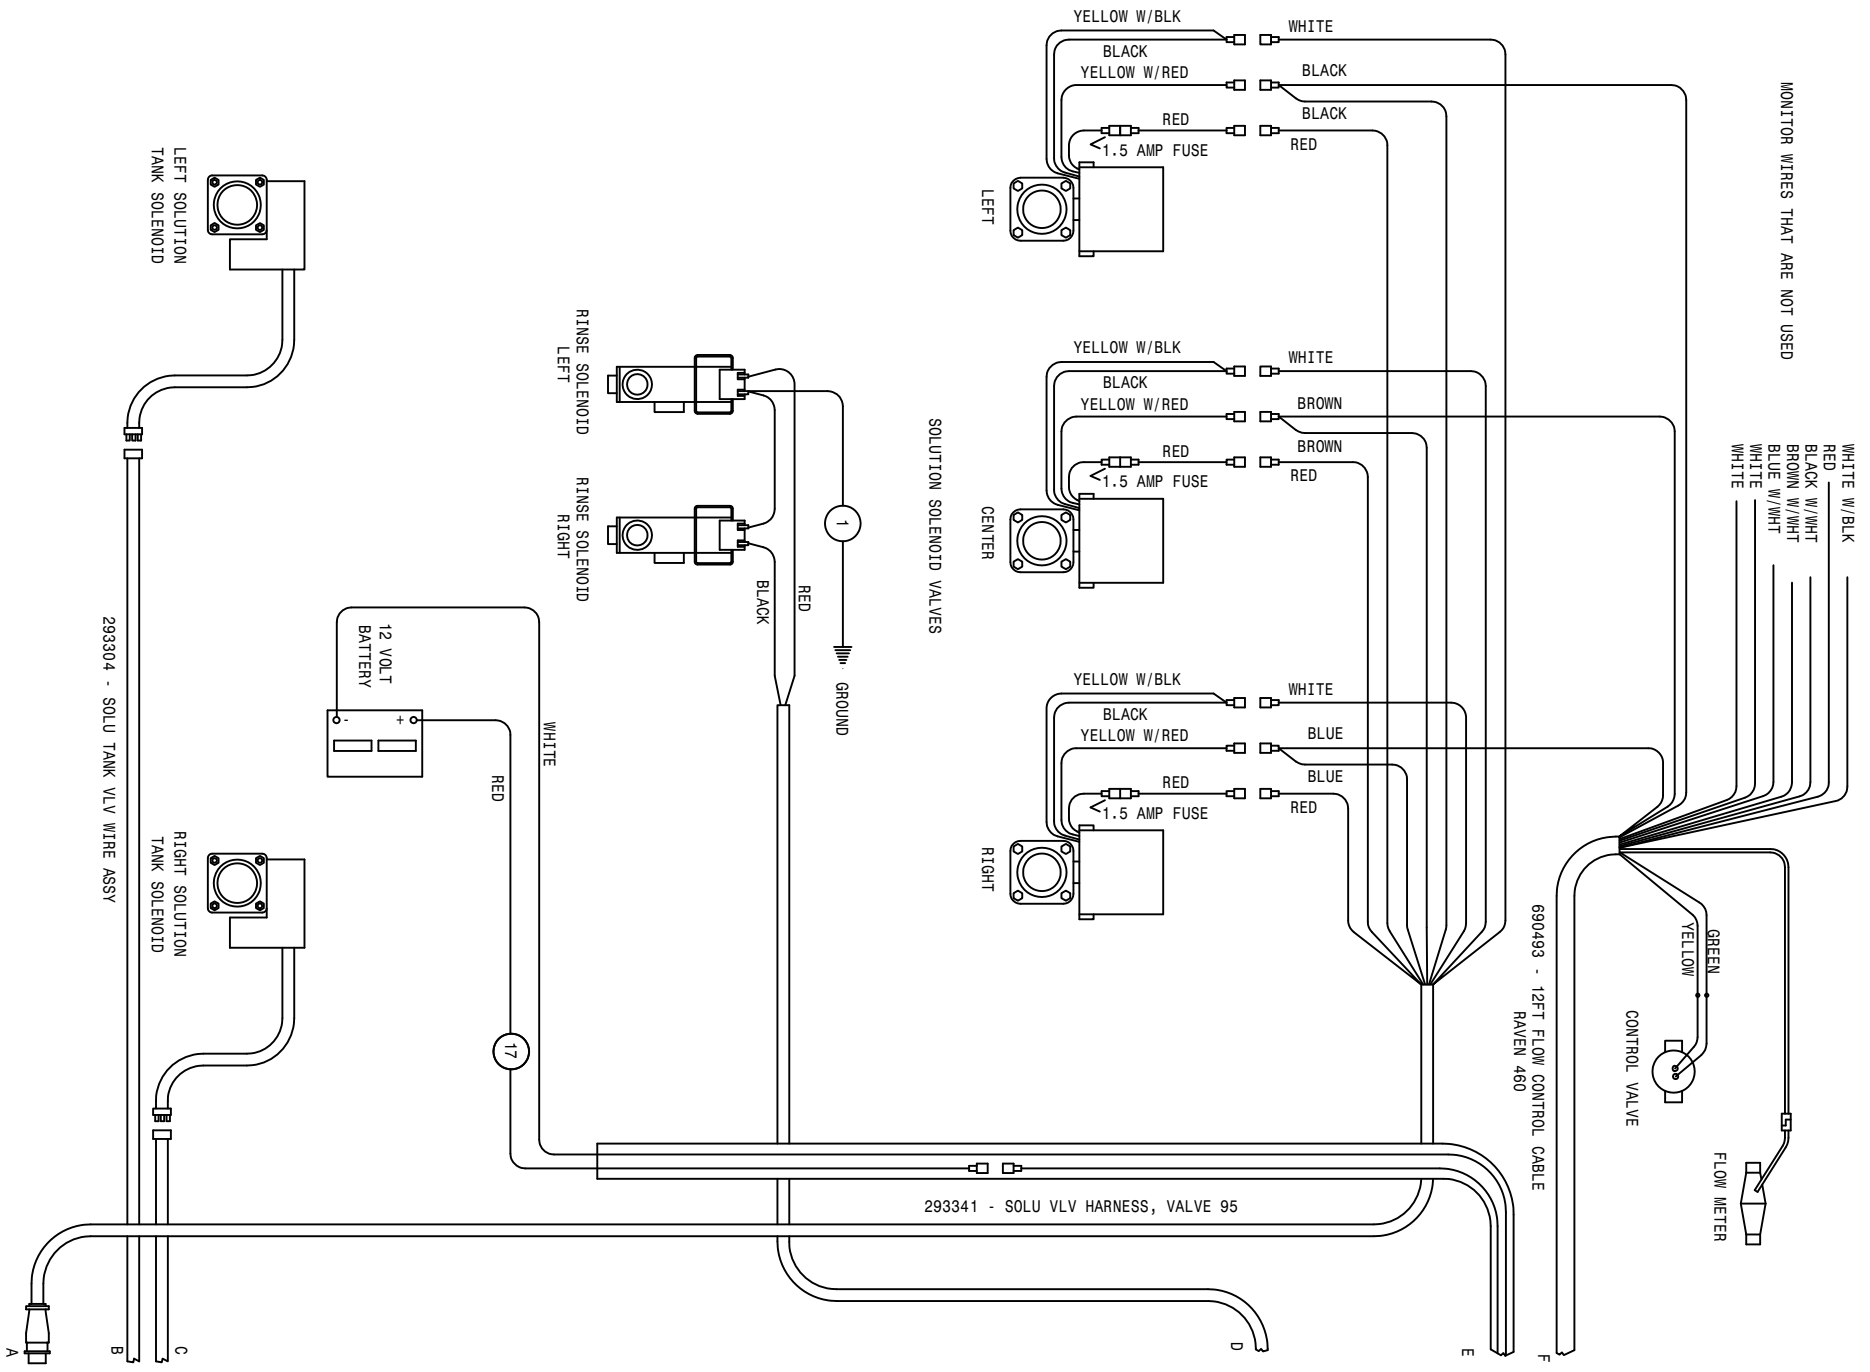 YELLOW W/BLK
WHITE
BLACK
YELLOW W/RED
BLACK
BLACK
RED
RED
1.5 AMP FUSE
LEFT
MONITOR WIRES THAT ARE NOT USED
LEFT SOLUTION
TANK SOLENOID
RINSE SOLENOID
LEFT
YELLOW W/BLK
WHITE
BLACK
YELLOW W/RED
BROWN
BROWN
RED
RED
1.5 AMP FUSE
CENTER
SOLUTION SOLENOID VALVES
WHITE W/BLK
RED
BLACK W/WHT
BROWN W/WHT
BLUE W/WHT
WHITE
WHITE
RINSE SOLENOID
RIGHT
1
RED
BLACK
GROUND
12 VOLT
BATTERY
-
+
WHITE
RED
293304 - SOLU TANK VLV WIRE ASSY
YELLOW W/BLK
WHITE
BLACK
YELLOW W/RED
BLUE
BLUE
RED
RED
1.5 AMP FUSE
RIGHT
RIGHT SOLUTION
TANK SOLENOID
17
690493 - 12FT FLOW CONTROL CABLE
RAVEN 460
GREEN
YELLOW
CONTROL VALVE
FLOW METER
293341 - SOLU VLV HARNESS, VALVE 95
A
B
C
D
E
F